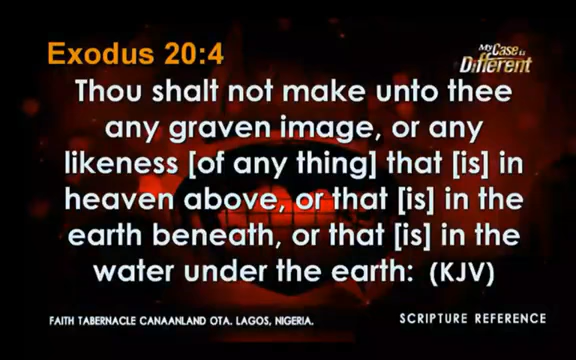 Exodus 20:4
My Case is
Different
Thou shalt not make unto thee
any graven image, or any
likeness [of any thing] that [is] in
heaven above, or that [is] in the
earth beneath, or that [is] in the
water under the earth: (KJV)
FAITH TABERNACLE CANAANLAND OTA. LAGOS, NIGERIA.
SCRIPTURE REFERENCE